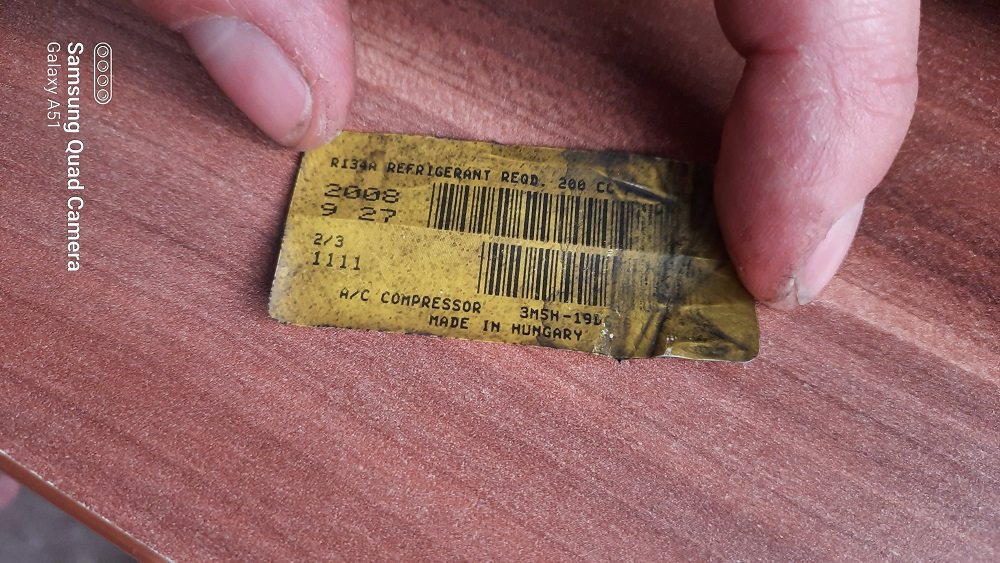 R134A REFRIGERANT REQD. 200 CC
2008
9 27
2/3
1111
A/C COMPRESSOR 3M5H-19D
MADE IN HUNGARY
Samsung Quad Camera
Galaxy A51